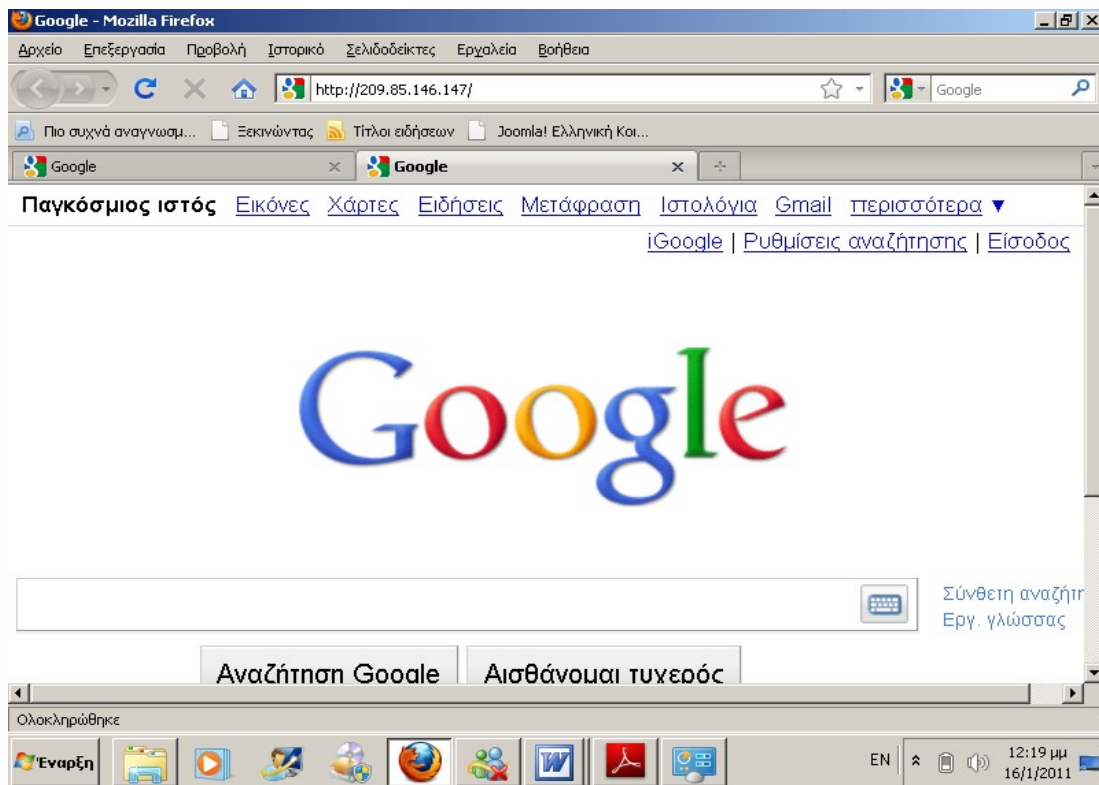 Google - Mozilla Firefox
Αρχείο Επεξεργασία Προβολή Ιστορικό Σελιδοδείκτες Εργαλεία Βοήθεια
http://209.85.146.147/ Google
Πιο συχνά αναγνωσμ... Ξεκινώντας Τίτλοι ειδήσεων Joomla! Ελληνική Κοι...
Google Google
Παγκόσμιος ιστός Εικόνες Χάρτες Ειδήσεις Μετάφραση Ιστολόγια Gmail περισσότερα ▼
iGoogle | Ρυθμίσεις αναζήτησης | Είσοδος
Google
Σύνθετη αναζήτ
Εργ. γλώσσας
Αναζήτηση Google Αισθάνομαι τυχερός
Ολοκληρώθηκε
Έναρξη EN 12:19 μμ
16/1/2011